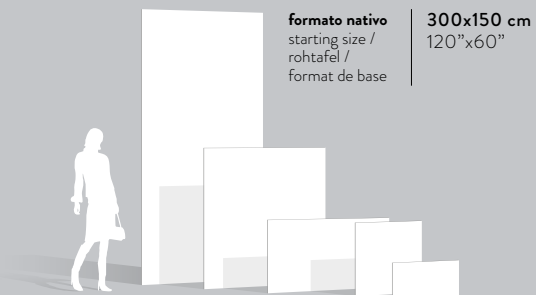 formato nativo
starting size /
rohtafel /
format de base
300x150 cm
120”x60”